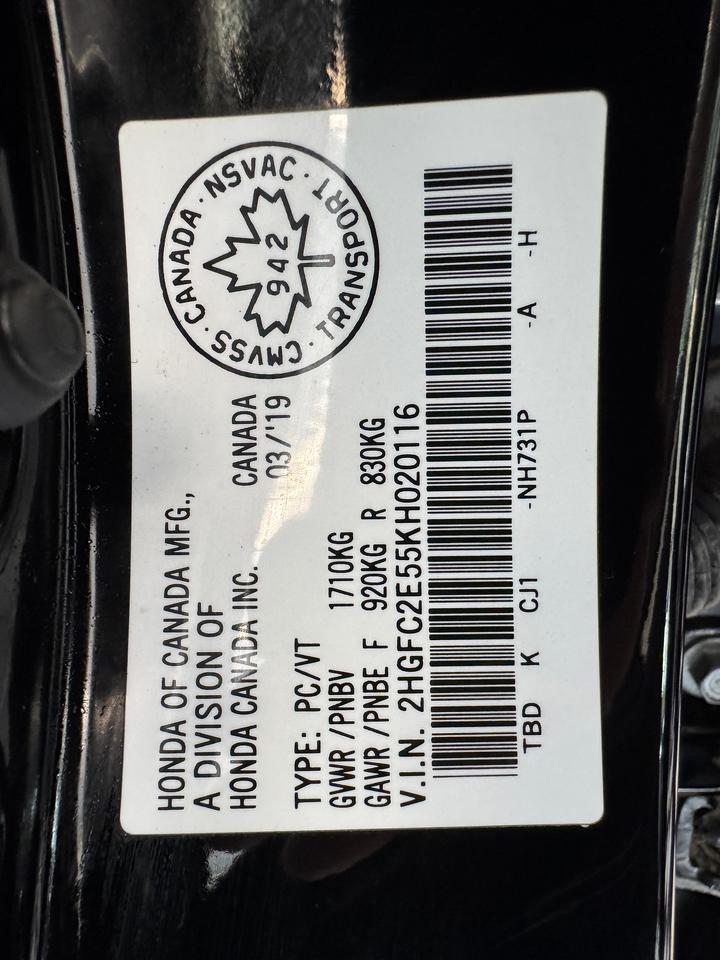 HONDA OF CANADA MFG.,
A DIVISION OF
HONDA CANADA INC.
CANADA
03/'19
CANADA · NSVAC · TRANSPORT · CMVSS ·
942
TYPE: PC/VT
GVWR /PNBV 1710KG
GAWR /PNBE F 920KG R 830KG
V.I.N. 2HGFC2E55KH020116
TBD K CJ1 -NH731P -A -H